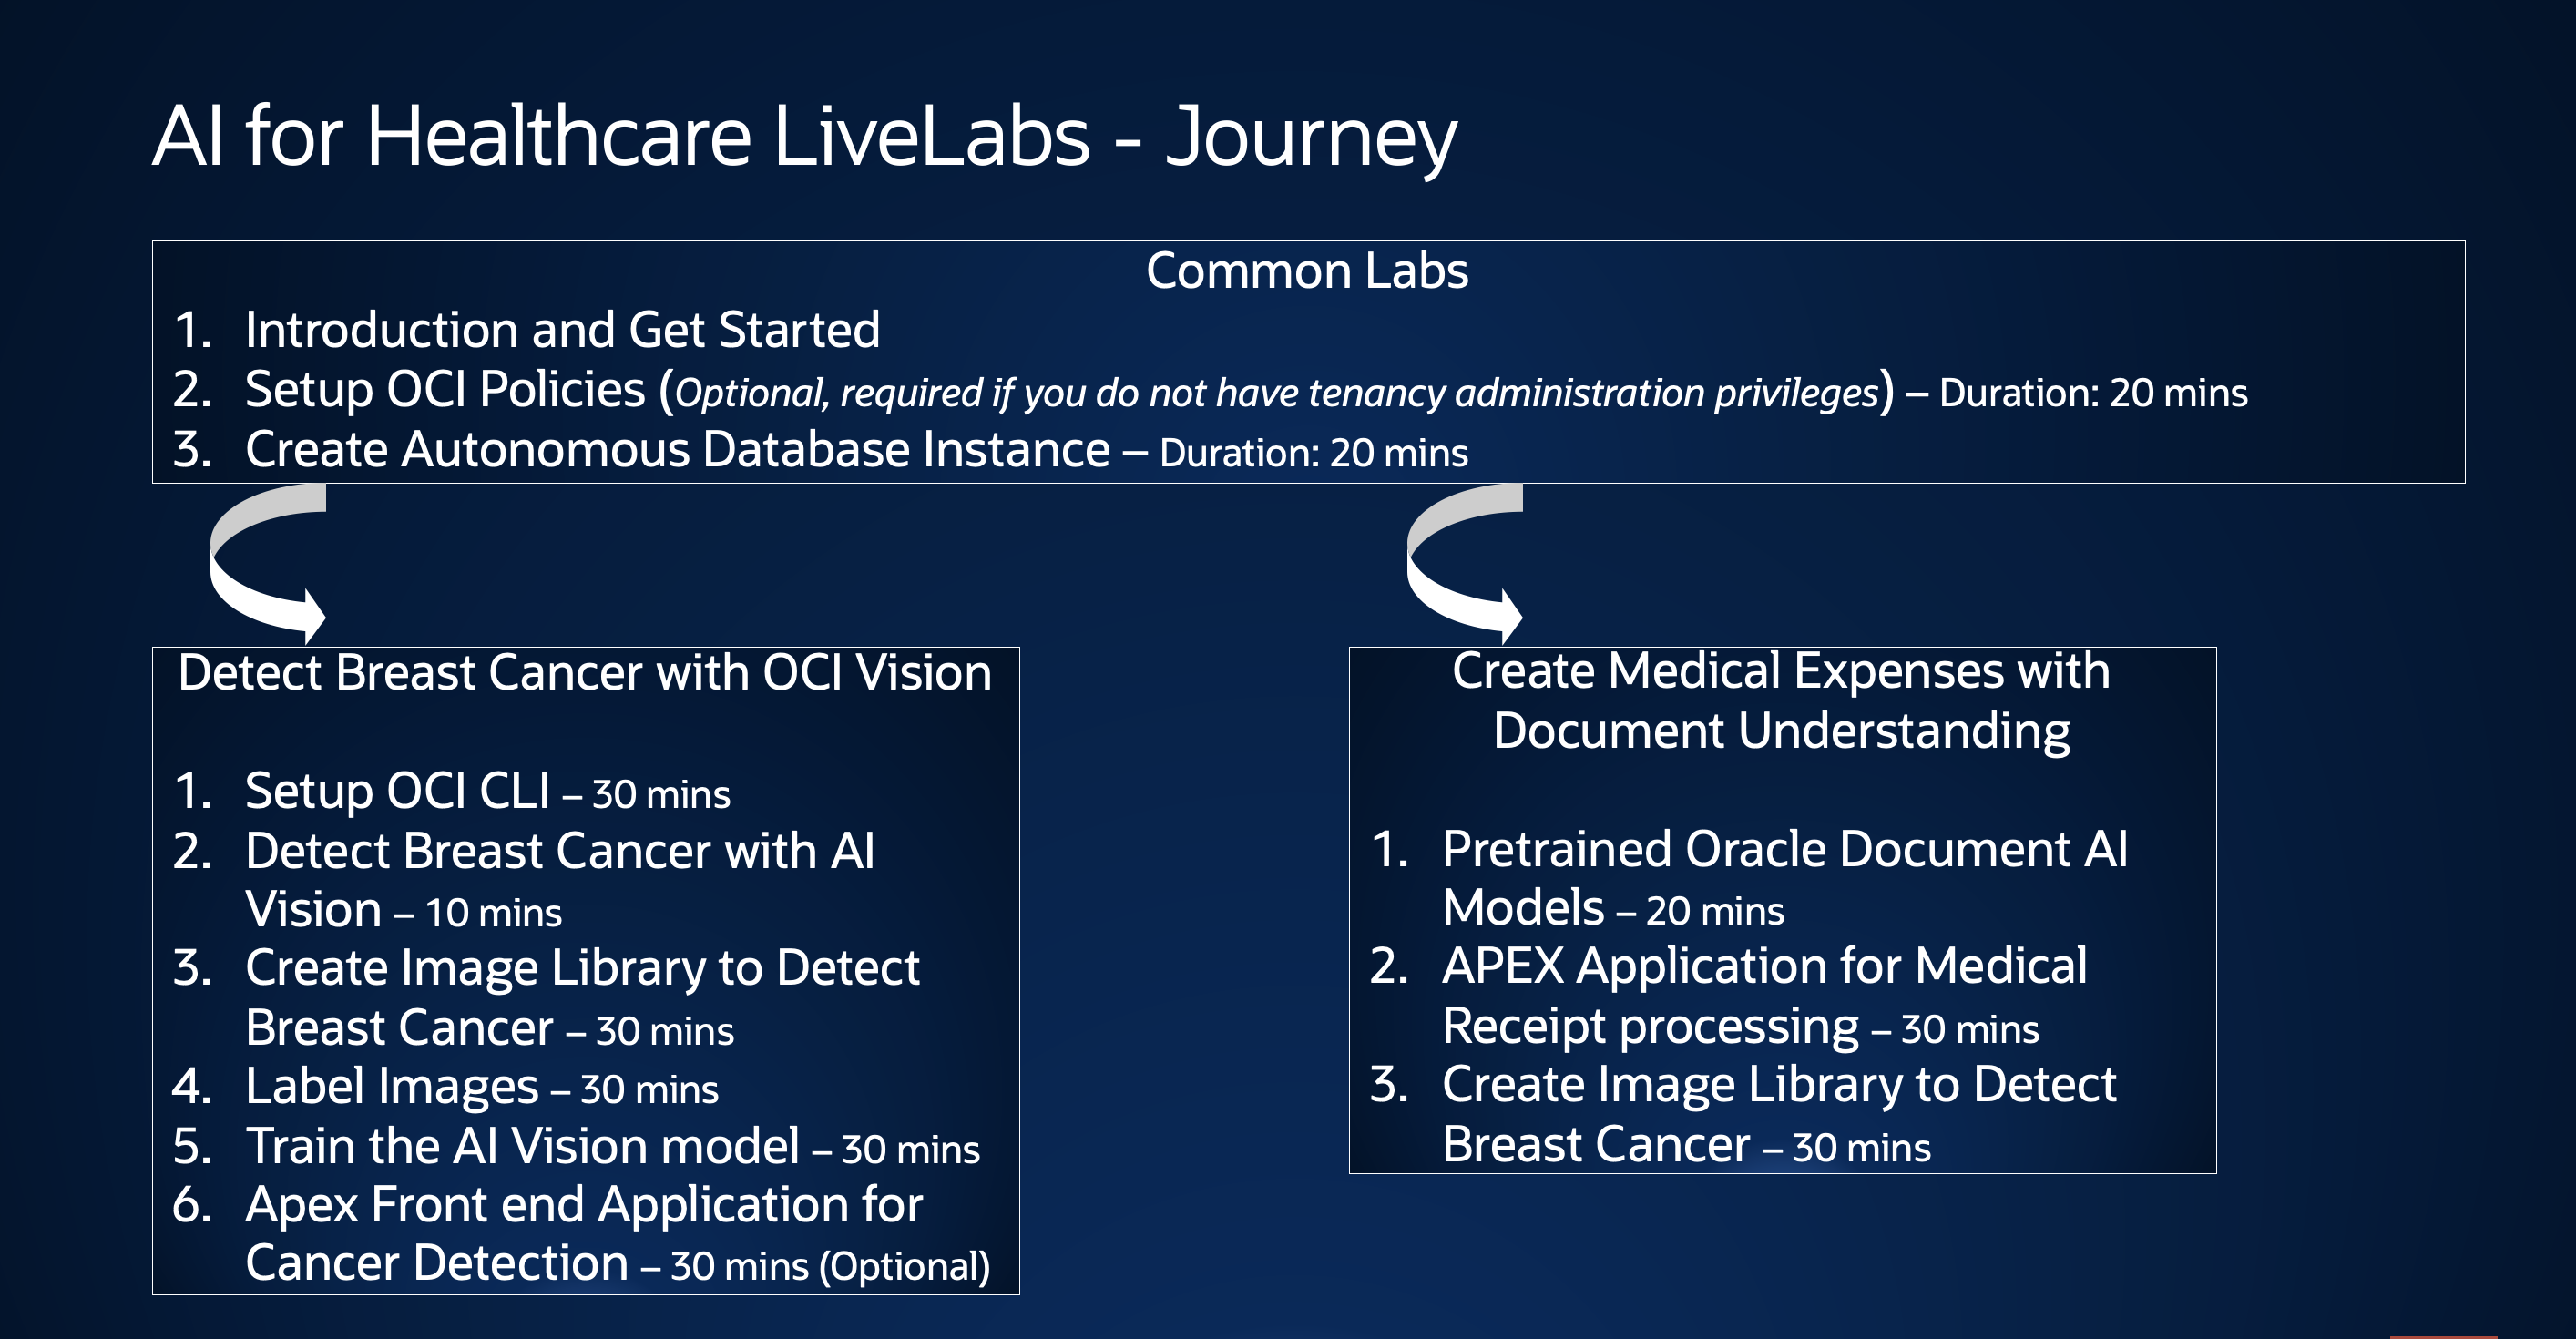 AI for Healthcare LiveLabs - Journey
Common Labs
1. Introduction and Get Started
2. Setup OCI Policies (Optional, required if you do not have tenancy administration privileges) – Duration: 20 mins
3. Create Autonomous Database Instance – Duration: 20 mins
Detect Breast Cancer with OCI Vision
1. Setup OCI CLI – 30 mins
2. Detect Breast Cancer with AI
Vision – 10 mins
3. Create Image Library to Detect
Breast Cancer – 30 mins
4. Label Images – 30 mins
5. Train the AI Vision model – 30 mins
6. Apex Front end Application for
Cancer Detection – 30 mins (Optional)
Create Medical Expenses with
Document Understanding
1. Pretrained Oracle Document AI
Models – 20 mins
2. APEX Application for Medical
Receipt processing – 30 mins
3. Create Image Library to Detect
Breast Cancer – 30 mins